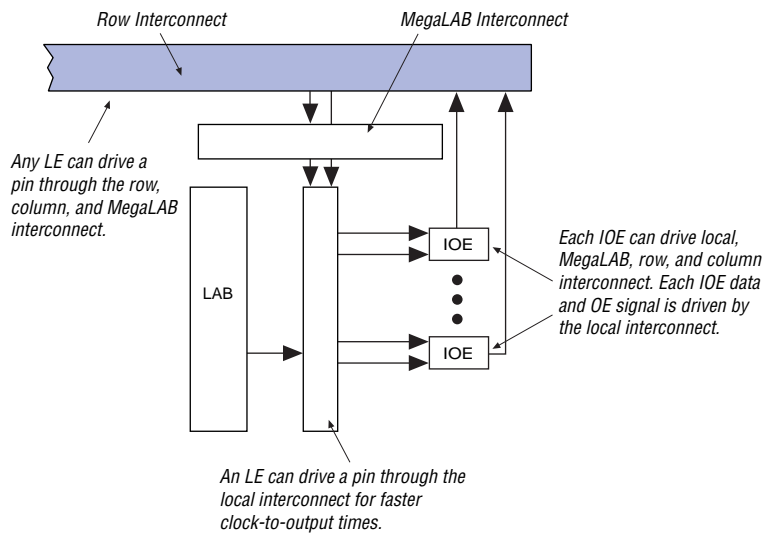 Row Interconnect
MegaLAB Interconnect
Any LE can drive a
pin through the row,
column, and MegaLAB
interconnect.
LAB
IOE
IOE
Each IOE can drive local,
MegaLAB, row, and column
interconnect. Each IOE data
and OE signal is driven by
the local interconnect.
An LE can drive a pin through the
local interconnect for faster
clock-to-output times.